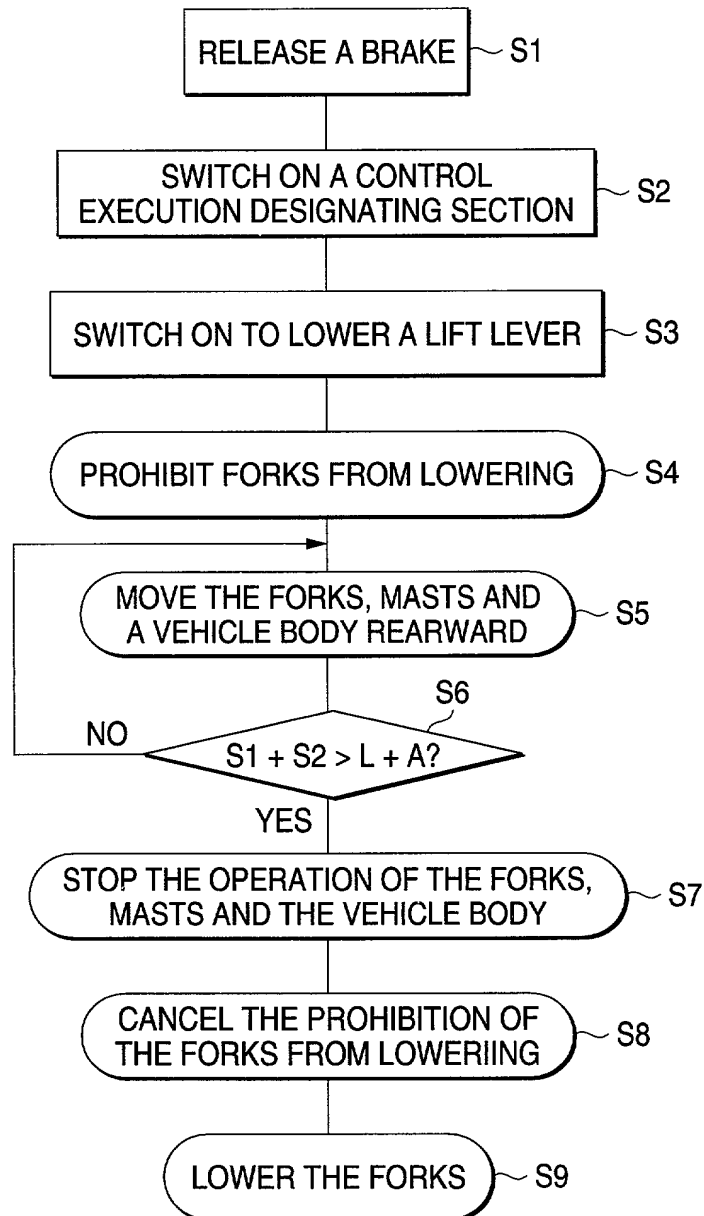 RELEASE A BRAKE S1
SWITCH ON A CONTROL
EXECUTION DESIGNATING SECTION S2
SWITCH ON TO LOWER A LIFT LEVER S3
PROHIBIT FORKS FROM LOWERING S4
MOVE THE FORKS, MASTS AND
A VEHICLE BODY REARWARD S5
S6
NO
S1 + S2 > L + A?
YES
STOP THE OPERATION OF THE FORKS,
MASTS AND THE VEHICLE BODY S7
CANCEL THE PROHIBITION OF
THE FORKS FROM LOWERIING S8
LOWER THE FORKS S9